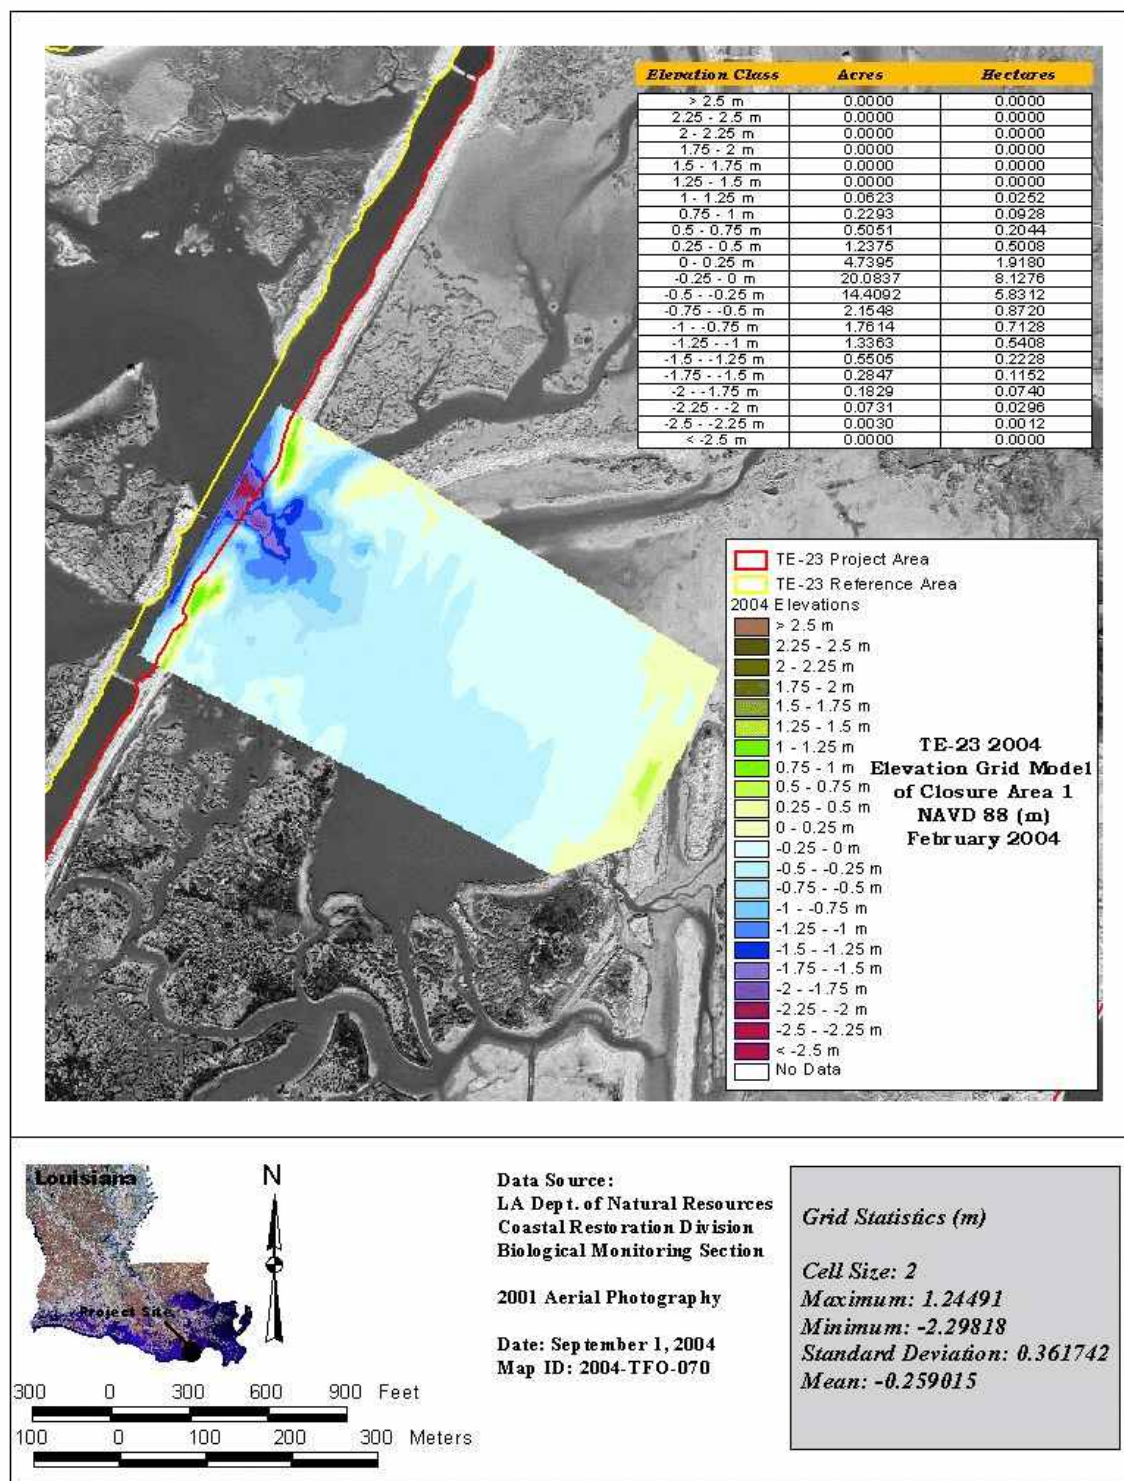 Elevation Class Acres Hectares
> 2.5 m 0.0000 0.0000
2.25 - 2.5 m 0.0000 0.0000
2 - 2.25 m 0.0000 0.0000
1.75 - 2 m 0.0000 0.0000
1.5 - 1.75 m 0.0000 0.0000
1.25 - 1.5 m 0.0000 0.0000
1 - 1.25 m 0.0623 0.0252
0.75 - 1 m 0.2293 0.0928
0.5 - 0.75 m 0.5051 0.2044
0.25 - 0.5 m 1.2375 0.5008
0 - 0.25 m 4.7395 1.9180
-0.25 - 0 m 20.0837 8.1276
-0.5 - -0.25 m 14.4092 5.8312
-0.75 - -0.5 m 2.1548 0.8720
-1 - -0.75 m 1.7614 0.7128
-1.25 - -1 m 1.3363 0.5408
-1.5 - -1.25 m 0.5505 0.2228
-1.75 - -1.5 m 0.2847 0.1152
-2 - -1.75 m 0.1829 0.0740
-2.25 - -2 m 0.0731 0.0296
-2.5 - -2.25 m 0.0030 0.0012
< -2.5 m 0.0000 0.0000
TE-23 Project Area
TE-23 Reference Area
2004 Elevations
> 2.5 m
2.25 - 2.5 m
2 - 2.25 m
1.75 - 2 m
1.5 - 1.75 m
1.25 - 1.5 m
1 - 1.25 m
0.75 - 1 m
0.5 - 0.75 m
0.25 - 0.5 m
0 - 0.25 m
-0.25 - 0 m
-0.5 - -0.25 m
-0.75 - -0.5 m
-1 - -0.75 m
-1.25 - -1 m
-1.5 - -1.25 m
-1.75 - -1.5 m
-2 - -1.75 m
-2.25 - -2 m
-2.5 - -2.25 m
< -2.5 m
No Data
TE-23 2004
Elevation Grid Model
of Closure Area 1
NAVD 88 (m)
February 2004
Louisiana
Project Site
N
300 0 300 600 900 Feet
100 0 100 200 300 Meters
Data Source:
LA Dept. of Natural Resources
Coastal Restoration Division
Biological Monitoring Section
2001 Aerial Photography
Date: September 1, 2004
Map ID: 2004-TFO-070
Grid Statistics (m)
Cell Size: 2
Maximum: 1.24491
Minimum: -2.29818
Standard Deviation: 0.361742
Mean: -0.259015